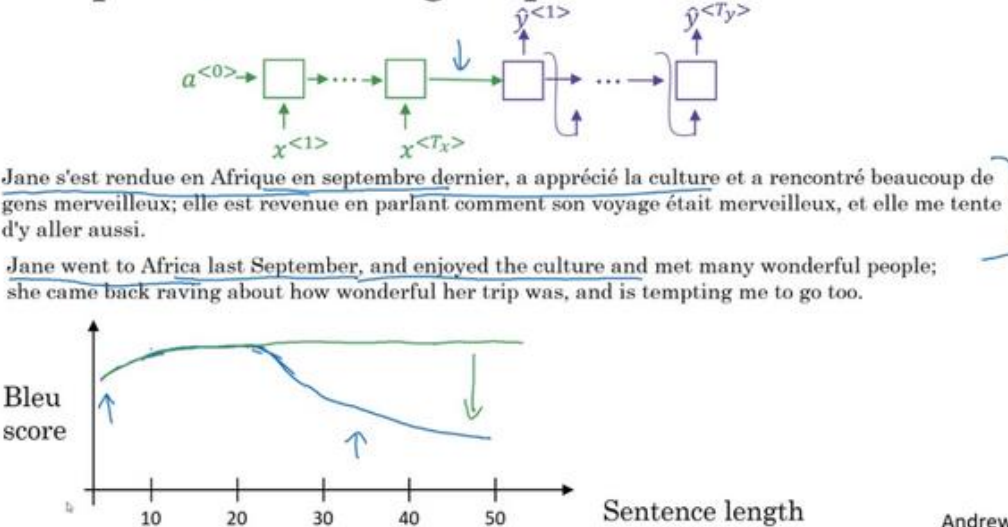 ŷ<1> ŷ<Ty>
a<0>
x<1> x<Tx>
Jane s'est rendue en Afrique en septembre dernier, a apprécié la culture et a rencontré beaucoup de
gens merveilleux; elle est revenue en parlant comment son voyage était merveilleux, et elle me tente
d'y aller aussi.
Jane went to Africa last September, and enjoyed the culture and met many wonderful people;
she came back raving about how wonderful her trip was, and is tempting me to go too.
Bleu
score
10 20 30 40 50
Sentence length
Andrew